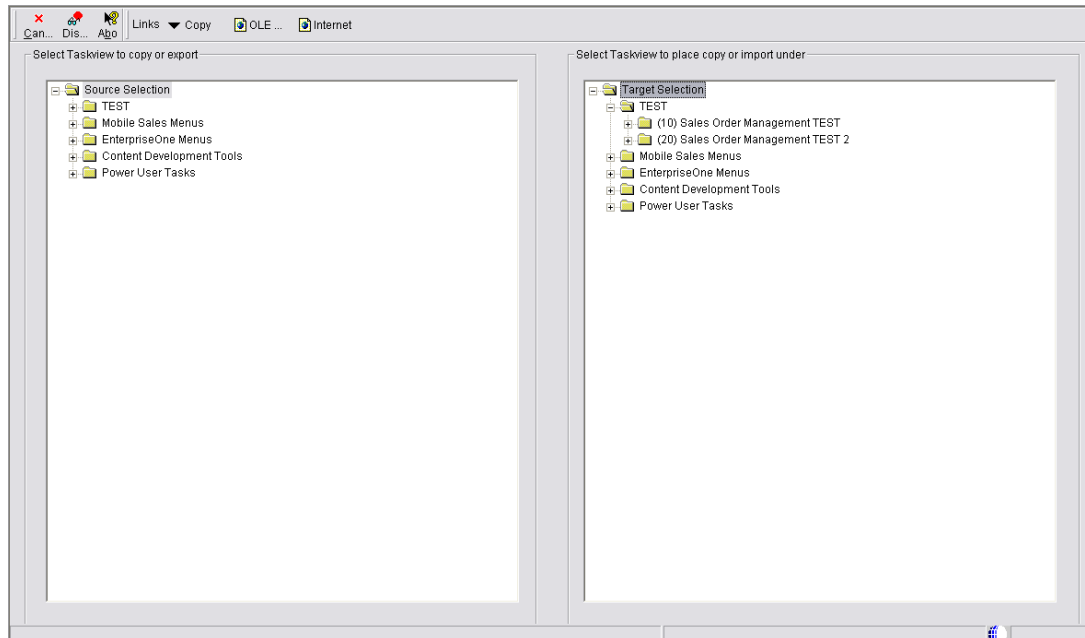 Can... Dis... Abo Links Copy OLE ... Internet
Select Taskview to copy or export
Source Selection
TEST
Mobile Sales Menus
EnterpriseOne Menus
Content Development Tools
Power User Tasks
Select Taskview to place copy or import under
Target Selection
TEST
(10) Sales Order Management TEST
(20) Sales Order Management TEST 2
Mobile Sales Menus
EnterpriseOne Menus
Content Development Tools
Power User Tasks